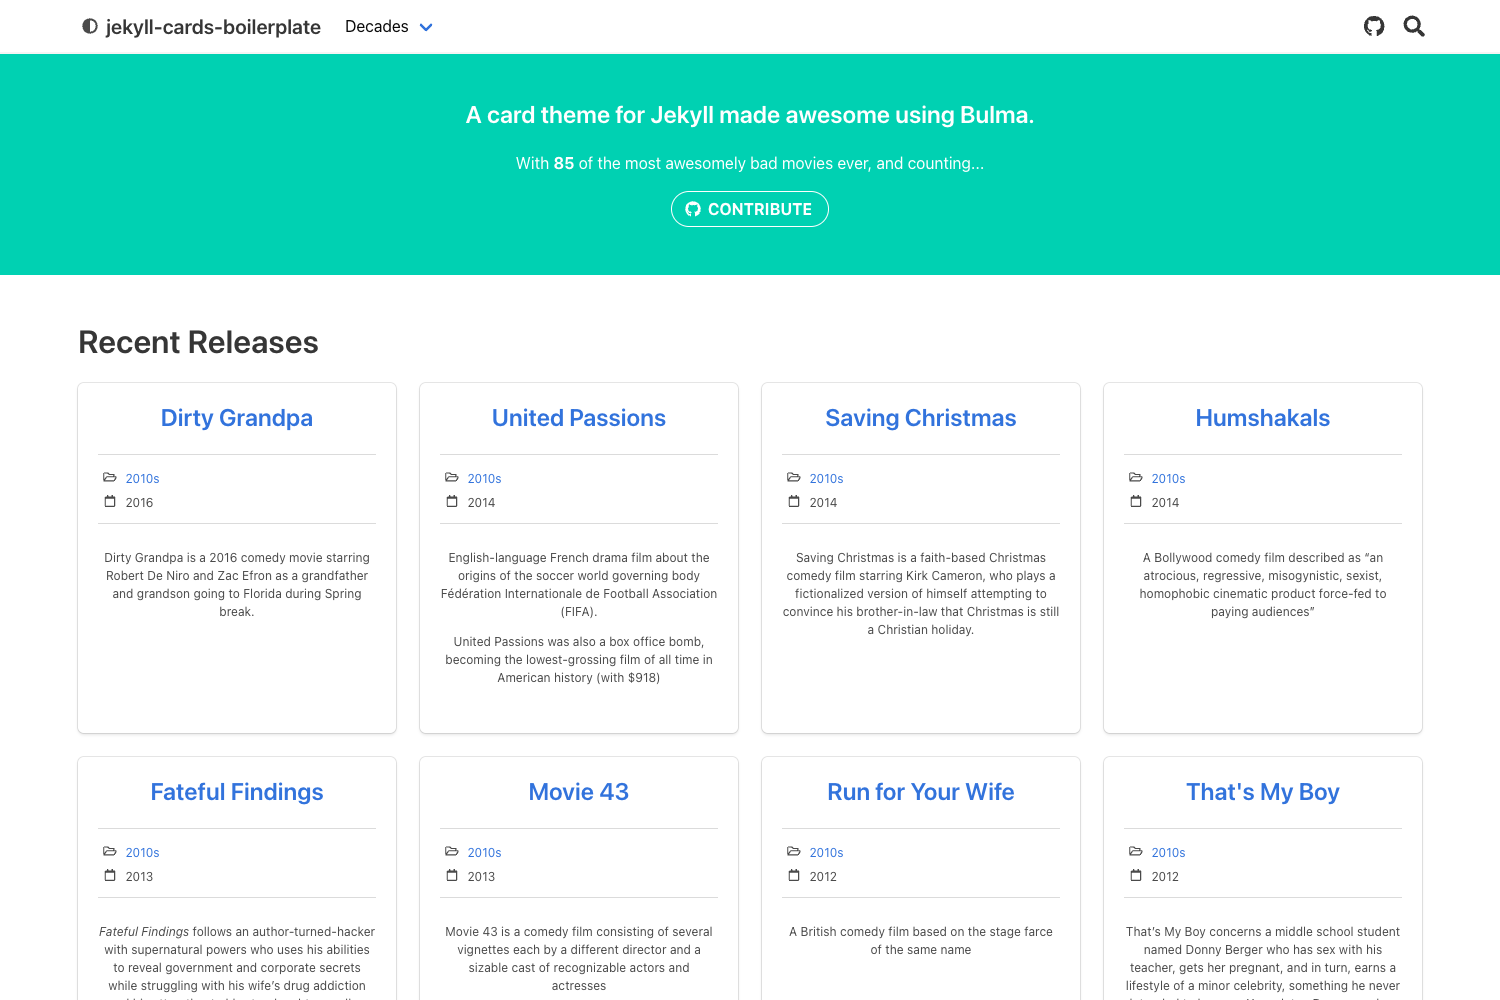 jekyll-cards-boilerplate Decades
A card theme for Jekyll made awesome using Bulma.
With 85 of the most awesomely bad movies ever, and counting...
CONTRIBUTE
Recent Releases
Dirty Grandpa
2010s
2016
Dirty Grandpa is a 2016 comedy movie starring
Robert De Niro and Zac Efron as a grandfather
and grandson going to Florida during Spring
break.
United Passions
2010s
2014
English-language French drama film about the
origins of the soccer world governing body
Fédération Internationale de Football Association
(FIFA).
United Passions was also a box office bomb,
becoming the lowest-grossing film of all time in
American history (with $918)
Saving Christmas
2010s
2014
Saving Christmas is a faith-based Christmas
comedy film starring Kirk Cameron, who plays a
fictionalized version of himself attempting to
convince his brother-in-law that Christmas is still
a Christian holiday.
Humshakals
2010s
2014
A Bollywood comedy film described as “an
atrocious, regressive, misogynistic, sexist,
homophobic cinematic product force-fed to
paying audiences”
Fateful Findings
2010s
2013
Fateful Findings follows an author-turned-hacker
with supernatural powers who uses his abilities
to reveal government and corporate secrets
while struggling with his wife’s drug addiction
Movie 43
2010s
2013
Movie 43 is a comedy film consisting of several
vignettes each by a different director and a
sizable cast of recognizable actors and
actresses
Run for Your Wife
2010s
2012
A British comedy film based on the stage farce
of the same name
That's My Boy
2010s
2012
That’s My Boy concerns a middle school student
named Donny Berger who has sex with his
teacher, gets her pregnant, and in turn, earns a
lifestyle of a minor celebrity, something he never